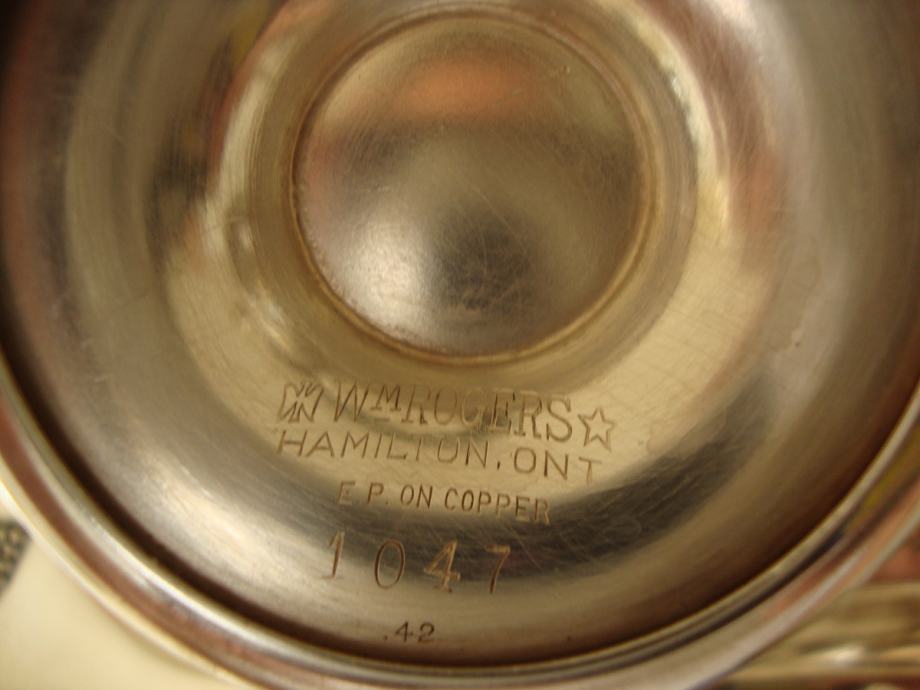 WM ROGERS
HAMILTON, ONT
E P. ON COPPER
1047
.42